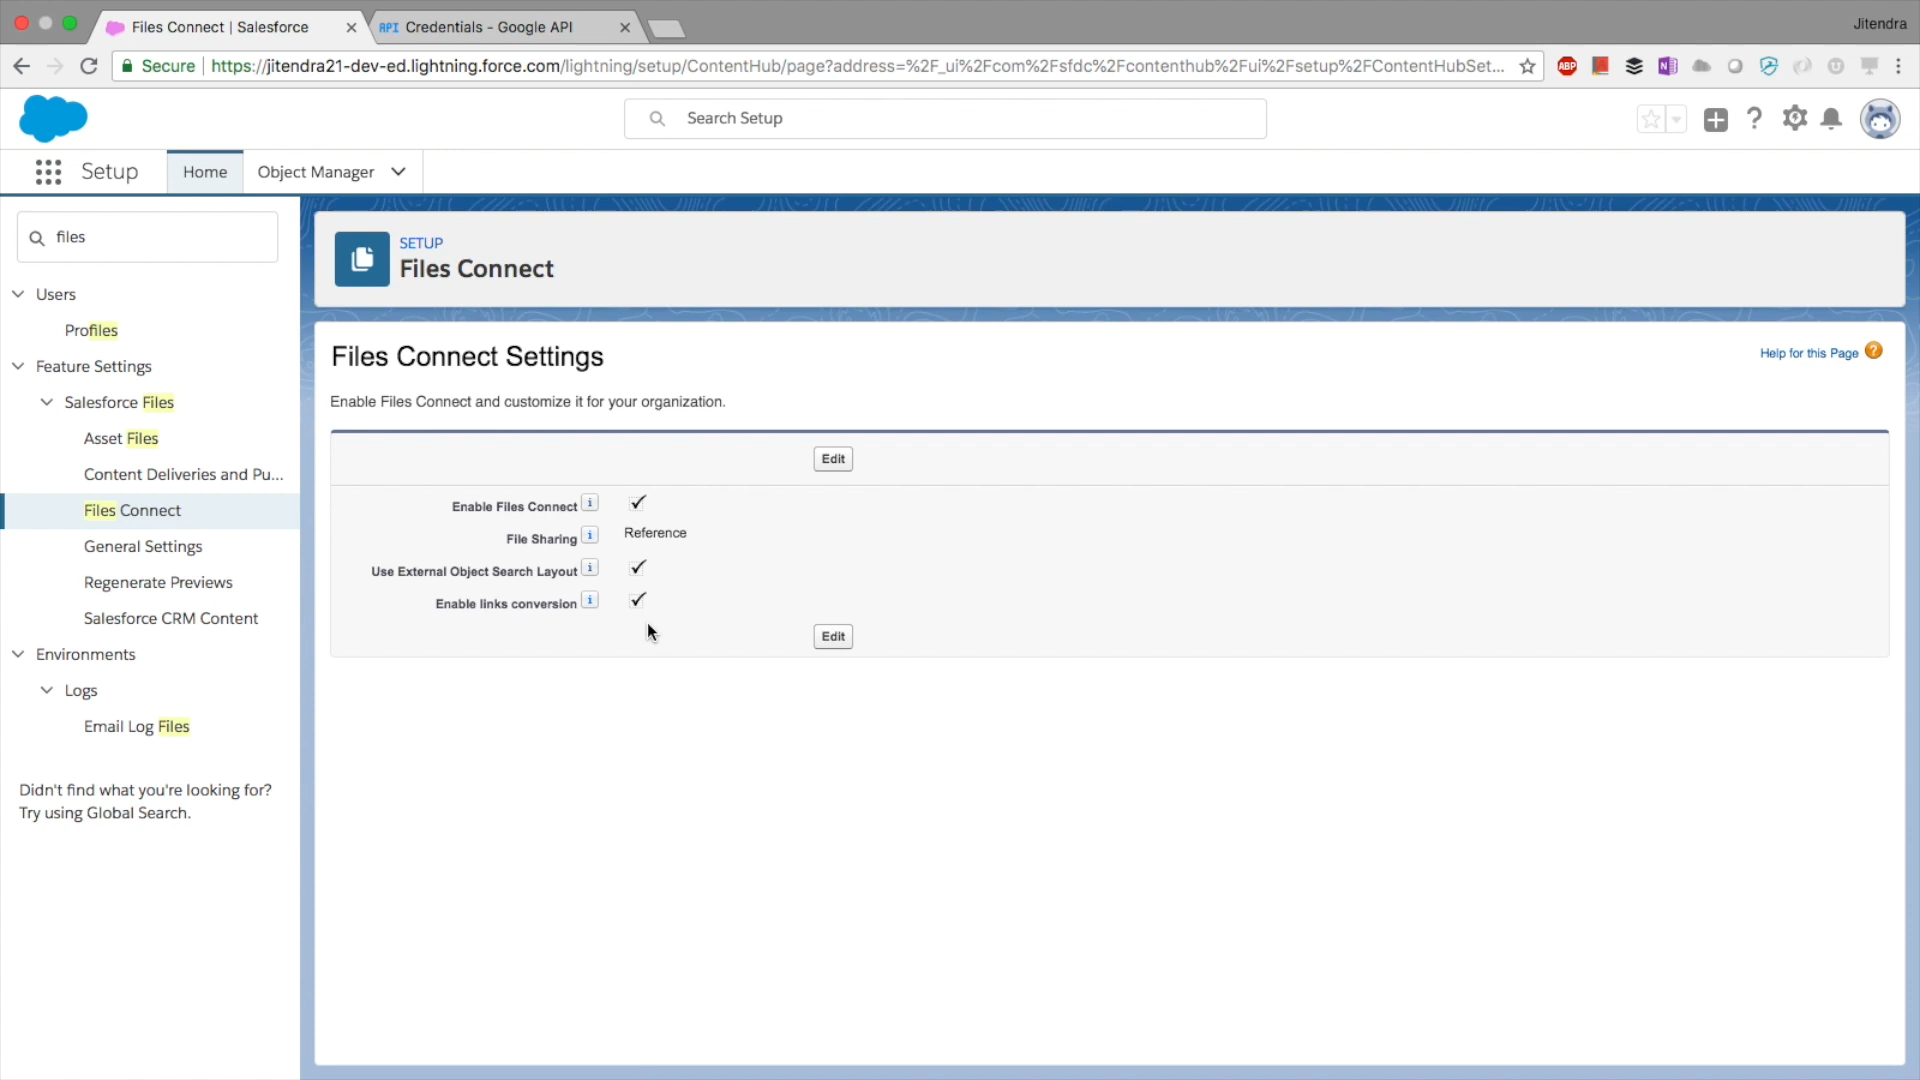 Files Connect | Salesforce
API Credentials - Google API
Jitendra
Secure
https://jitendra21-dev-ed.lightning.force.com/lightning/setup/ContentHub/page?address=%2F_ui%2Fcom%2Fsfdc%2Fcontenthub%2Fui%2Fsetup%2FContentHubSet...
ABP
Search Setup
Setup
Home
Object Manager
files
Users
Profiles
Feature Settings
Salesforce Files
Asset Files
Content Deliveries and Pu...
Files Connect
General Settings
Regenerate Previews
Salesforce CRM Content
Environments
Logs
Email Log Files
Didn't find what you're looking for?
Try using Global Search.
SETUP
Files Connect
Files Connect Settings
Help for this Page ?
Enable Files Connect and customize it for your organization.
Edit
Enable Files Connect i
File Sharing i Reference
Use External Object Search Layout i
Enable links conversion i
Edit